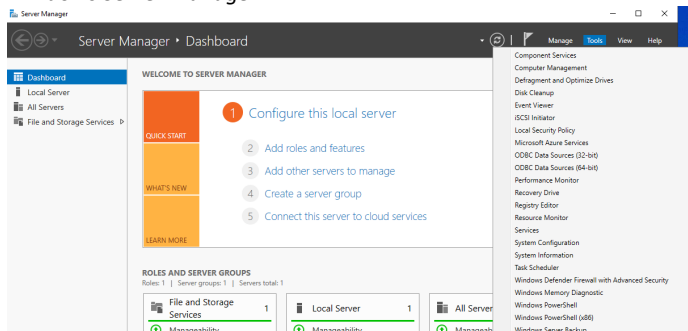 Server Manager
Server Manager • Dashboard
Manage Tools View Help
Dashboard
Local Server
All Servers
File and Storage Services
WELCOME TO SERVER MANAGER
QUICK START
WHAT'S NEW
LEARN MORE
1 Configure this local server
2 Add roles and features
3 Add other servers to manage
4 Create a server group
5 Connect this server to cloud services
ROLES AND SERVER GROUPS
Roles: 1 | Server groups: 1 | Servers total: 1
File and Storage Services 1
Manageability
Local Server 1
Manageability
All Server
Manageab
Component Services
Computer Management
Defragment and Optimize Drives
Disk Cleanup
Event Viewer
iSCSI Initiator
Local Security Policy
Microsoft Azure Services
ODBC Data Sources (32-bit)
ODBC Data Sources (64-bit)
Performance Monitor
Recovery Drive
Registry Editor
Resource Monitor
Services
System Configuration
System Information
Task Scheduler
Windows Defender Firewall with Advanced Security
Windows Memory Diagnostic
Windows PowerShell
Windows PowerShell (x86)
Windows Server Backup